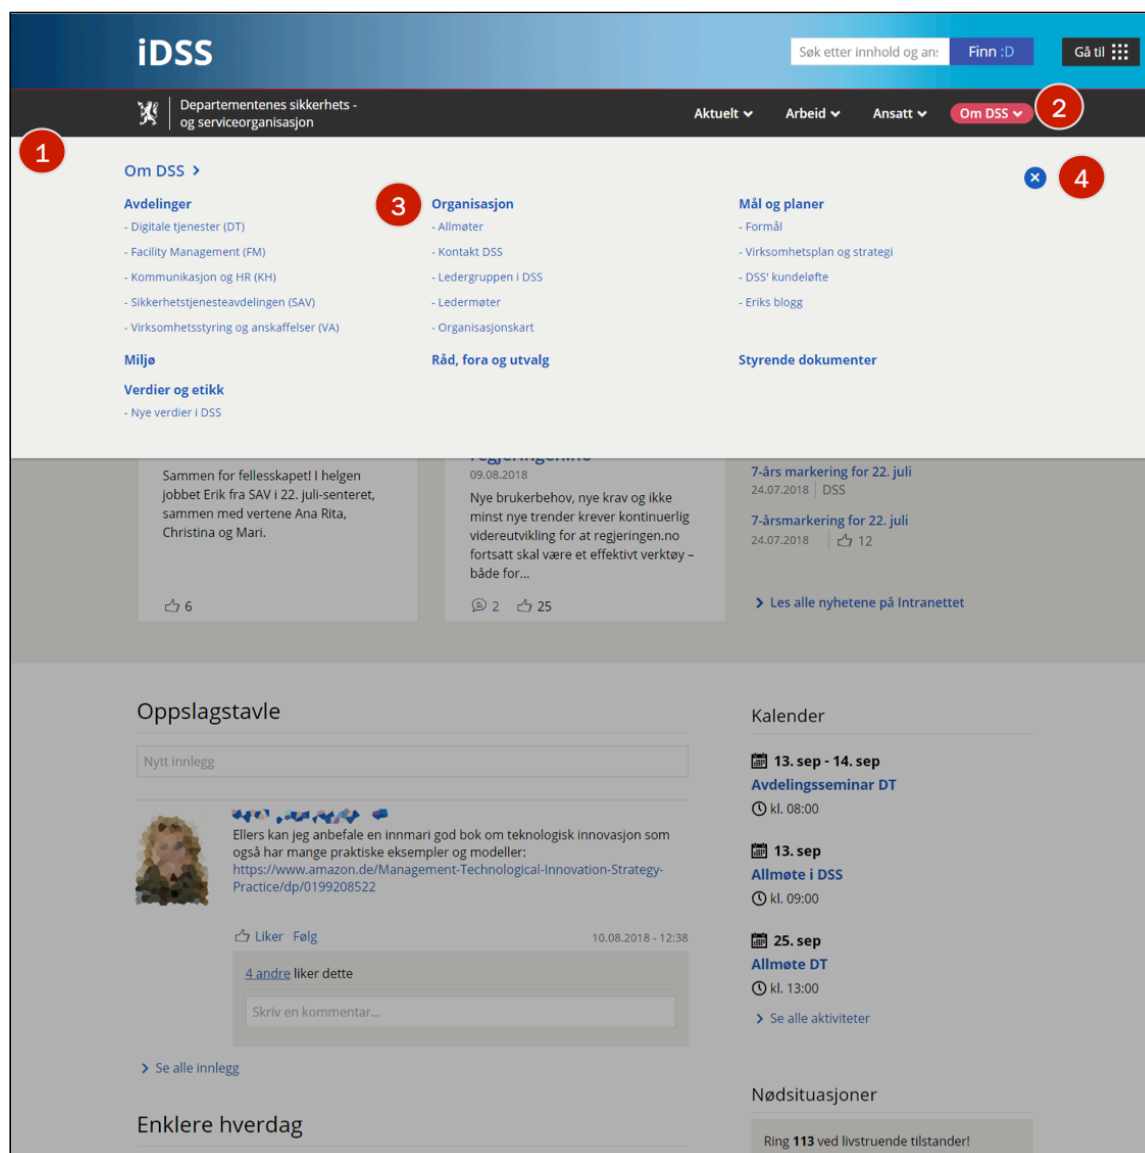 iDSS
Søk etter innhold og an:
Finn :D
Gå til
Departementenes sikkerhets -
og serviceorganisasjon
Aktuelt
Arbeid
Ansatt
Om DSS
2
1
Om DSS
4
Avdelinger
- Digitale tjenester (DT)
- Facility Management (FM)
- Kommunikasjon og HR (KH)
- Sikkerhetstjenesteavdelingen (SAV)
- Virksomhetsstyring og anskaffelser (VA)
3
Organisasjon
- Allmøter
- Kontakt DSS
- Ledergruppen i DSS
- Ledermøter
- Organisasjonskart
Mål og planer
- Formål
- Virksomhetsplan og strategi
- DSS' kundeløfte
- Eriks blogg
Miljø
Råd, fora og utvalg
Styrende dokumenter
Verdier og etikk
- Nye verdier i DSS
Sammen for fellesskapet! I helgen
jobbet Erik fra SAV i 22. juli-senteret,
sammen med vertene Ana Rita,
Christina og Mari.
6
regjeringen.no
09.08.2018
Nye brukerbehov, nye krav og ikke
minst nye trender krever kontinuerlig
videreutvikling for at regjeringen.no
fortsatt skal være et effektivt verktøy –
både for...
2 25
7-års markering for 22. juli
24.07.2018 | DSS
7-årsmarkering for 22. juli
24.07.2018 | 12
Les alle nyhetene på Intranettet
Oppslagstavle
Nytt innlegg
Ellers kan jeg anbefale en innmari god bok om teknologisk innovasjon som
også har mange praktiske eksempler og modeller:
https://www.amazon.de/Management-Technological-Innovation-Strategy-
Practice/dp/0199208522
Liker Følg
10.08.2018 - 12:38
4 andre liker dette
Skriv en kommentar...
Se alle innlegg
Enklere hverdag
Kalender
13. sep - 14. sep
Avdelingsseminar DT
kl. 08:00
13. sep
Allmøte i DSS
kl. 09:00
25. sep
Allmøte DT
kl. 13:00
Se alle aktiviteter
Nødsituasjoner
Ring 113 ved livstruende tilstander!